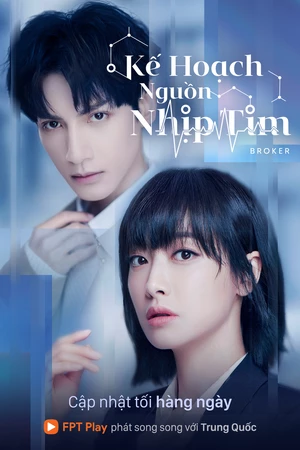 Kế Hoạch
Nguồn
Nhịp Tim
BROKER
Cập nhật tối hàng ngày
FPT Play phát song song với Trung Quốc